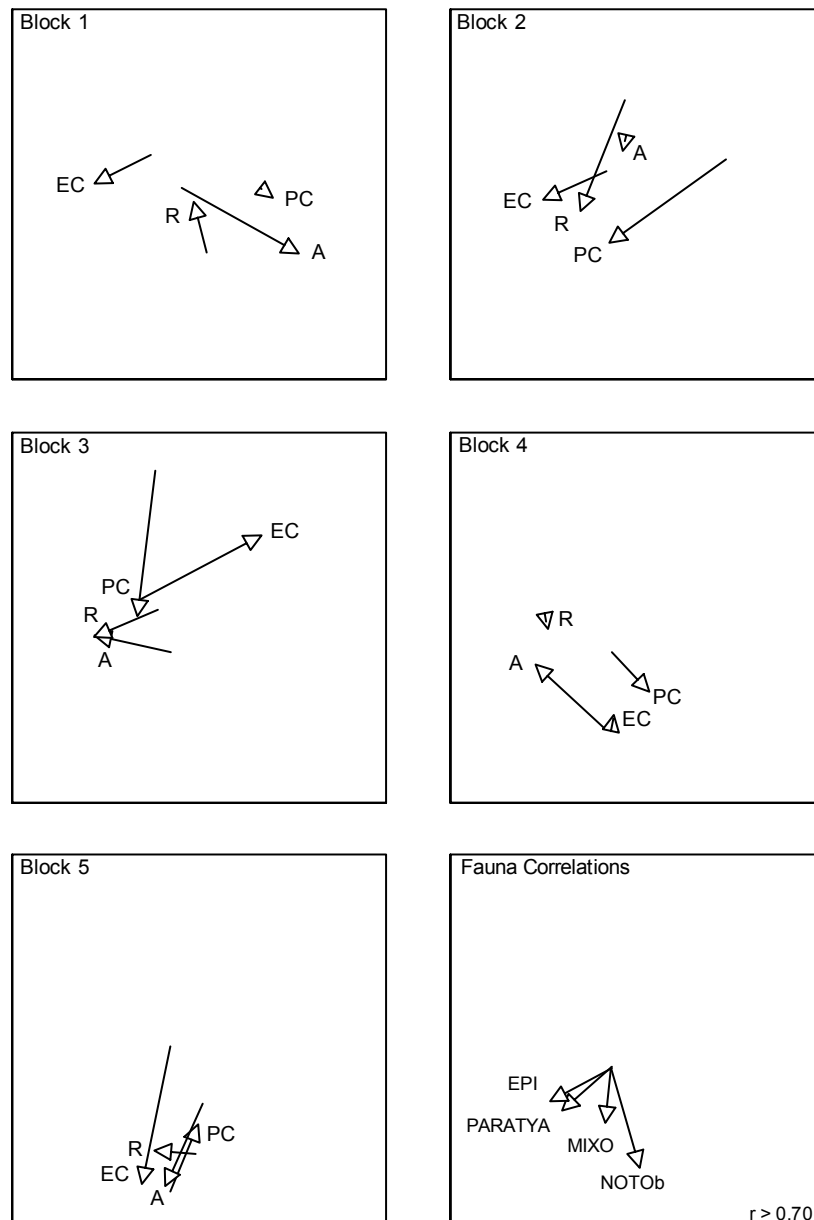 Block 1
EC
PC
R
A
Block 2
A
EC
R
PC
Block 3
EC
PC
R
A
Block 4
R
A
PC
EC
Block 5
PC
R
EC
A
Fauna Correlations
EPI
PARATYA
MIXO
NOTOb
r > 0.70